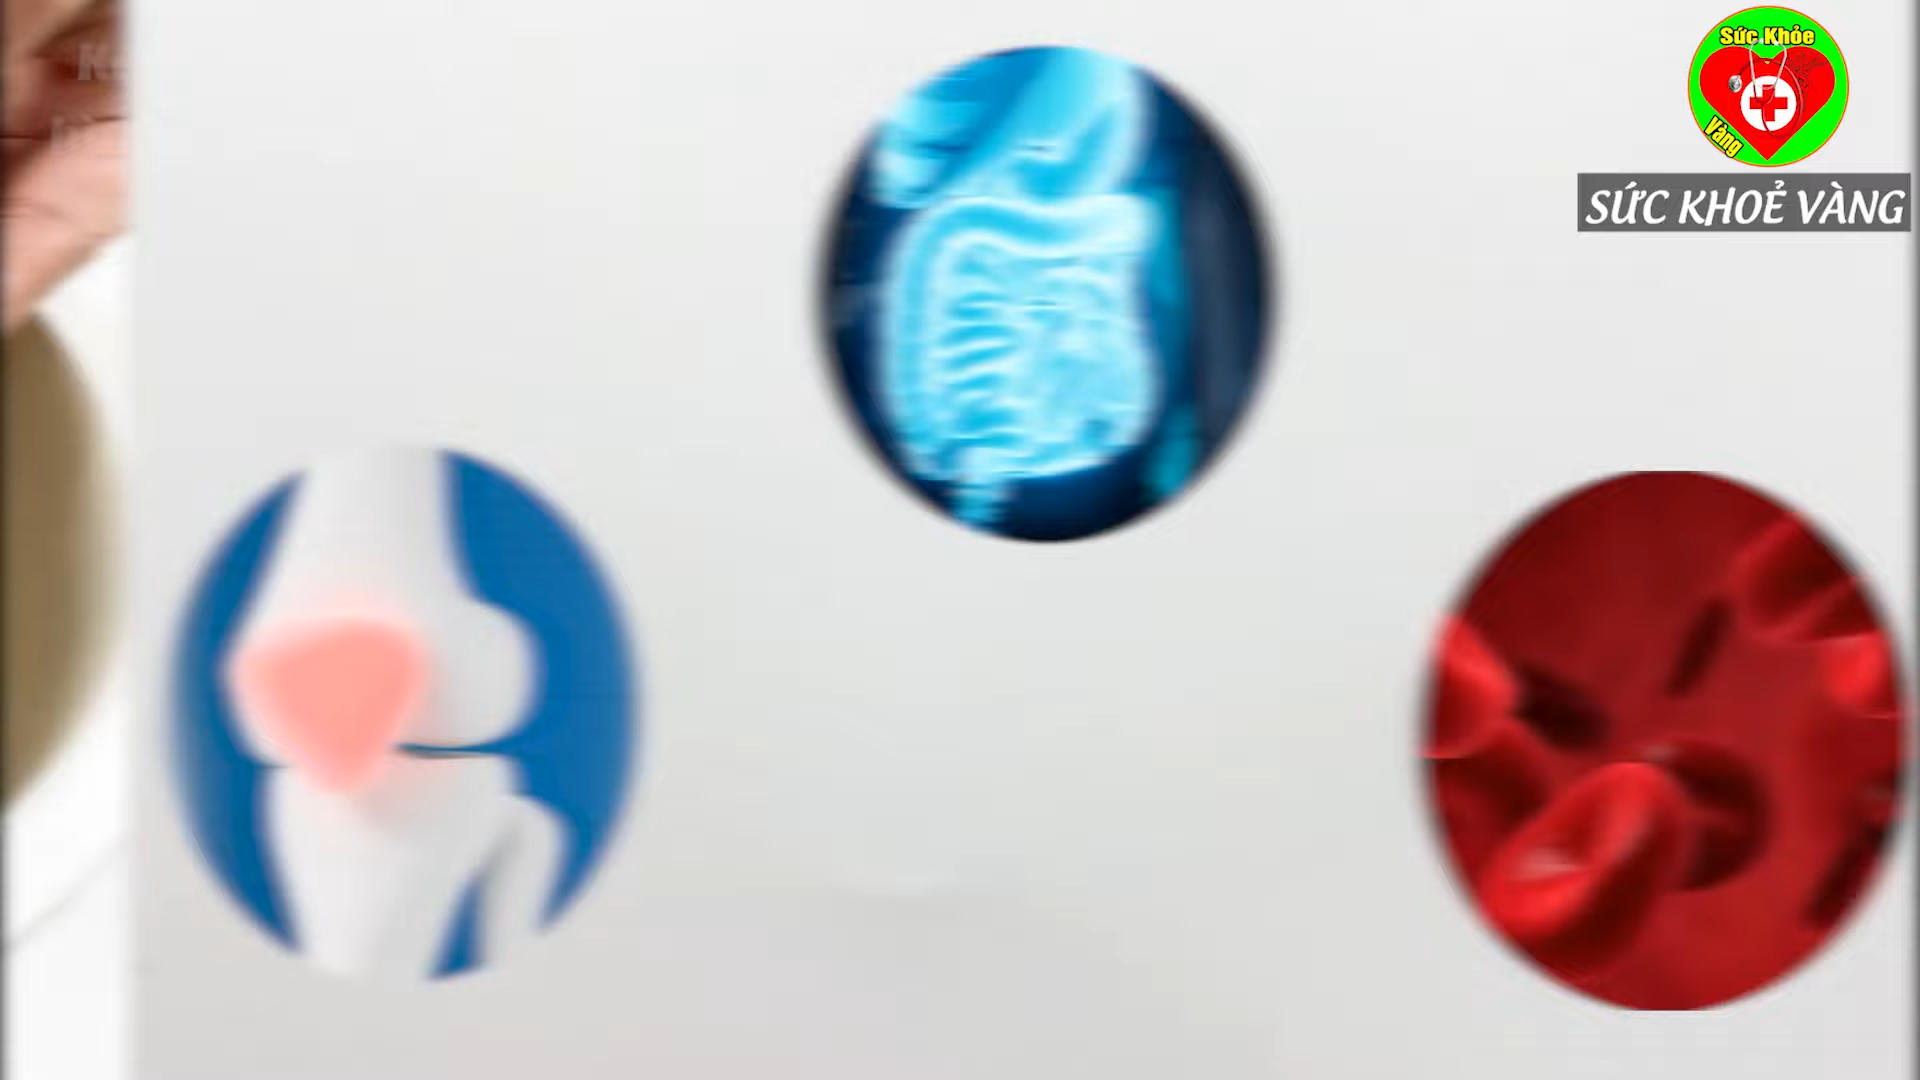 Sức Khỏe
Vàng
SỨC KHOẺ VÀNG